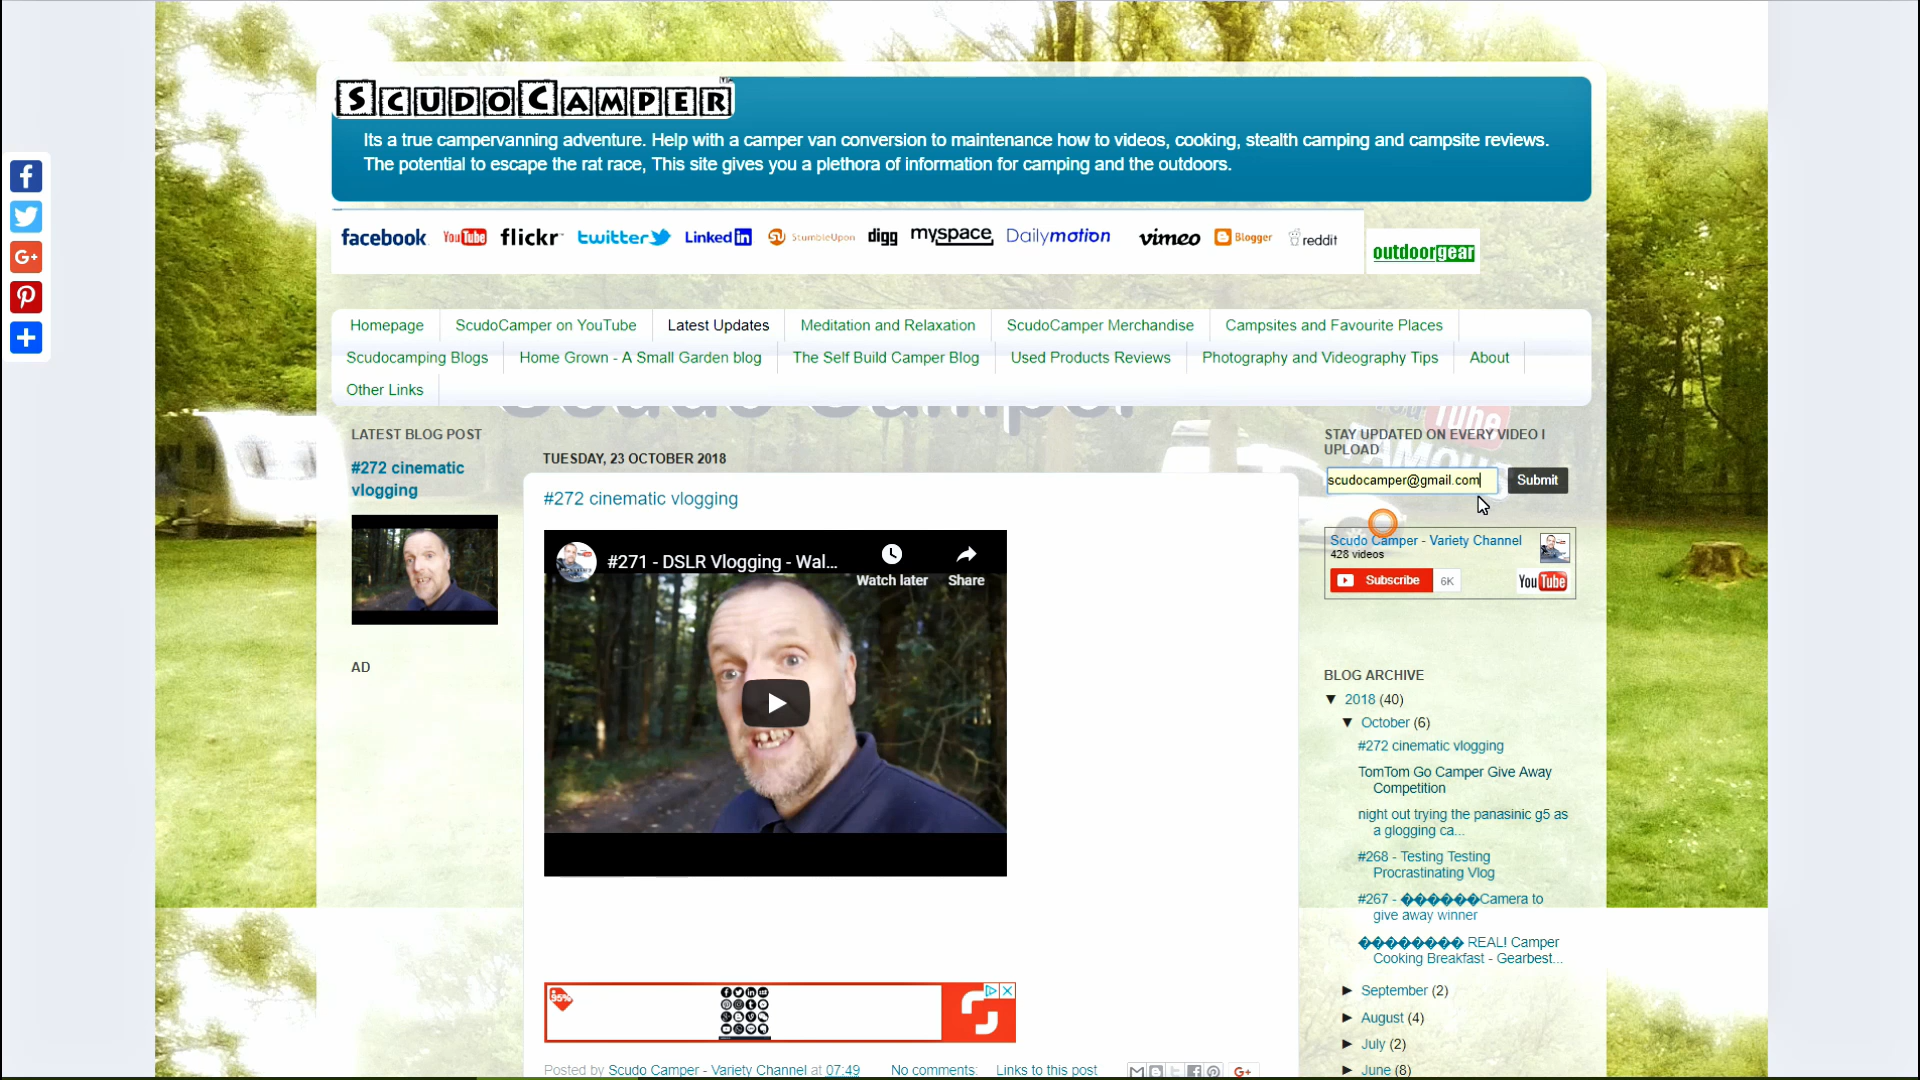 ScudoCamper
Its a true campervanning adventure. Help with a camper van conversion to maintenance how to videos, cooking, stealth camping and campsite reviews.
The potential to escape the rat race, This site gives you a plethora of information for camping and the outdoors.
facebook. YouTube flickr twitter LinkedIn StumbleUpon digg myspace Dailymotion vimeo Blogger reddit
outdoorgear
Homepage ScudoCamper on YouTube Latest Updates Meditation and Relaxation ScudoCamper Merchandise Campsites and Favourite Places
Scudocamping Blogs Home Grown - A Small Garden blog The Self Build Camper Blog Used Products Reviews Photography and Videography Tips About
Other Links
LATEST BLOG POST
#272 cinematic
vlogging
AD
TUESDAY, 23 OCTOBER 2018
#272 cinematic vlogging
#271 - DSLR Vlogging - Wal...
Watch later Share
95%
Posted by Scudo Camper - Variety Channel at 07:49 No comments: Links to this post
STAY UPDATED ON EVERY VIDEO I
UPLOAD
scudocamper@gmail.com Submit
Scudo Camper - Variety Channel
428 videos
Subscribe 6K YouTube
BLOG ARCHIVE
▼ 2018 (40)
▼ October (6)
#272 cinematic vlogging
TomTom Go Camper Give Away
Competition
night out trying the panasinic g5 as
a glogging ca...
#268 - Testing Testing
Procrastinating Vlog
#267 - ������Camera to
give away winner
�������� REAL! Camper
Cooking Breakfast - Gearbest...
► September (2)
► August (4)
► July (2)
► June (8)